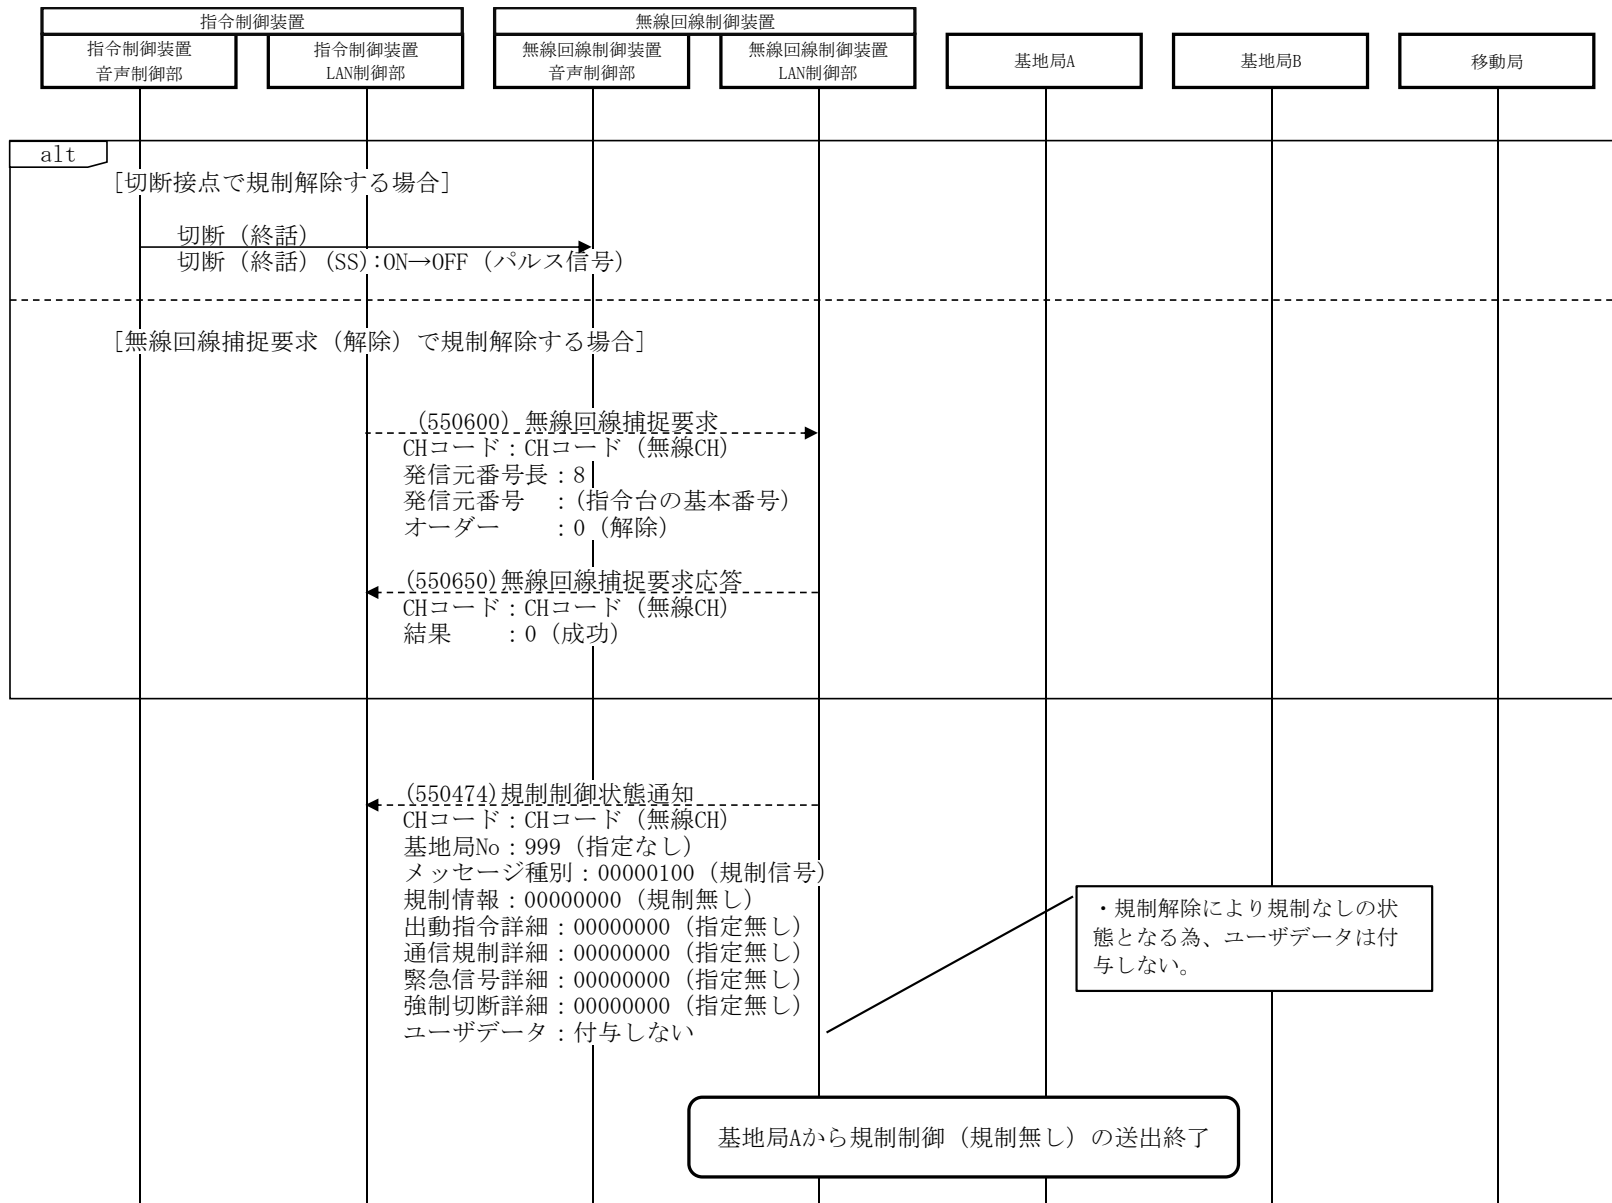 指令制御装置
無線回線制御装置
指令制御装置
音声制御部
指令制御装置
LAN制御部
無線回線制御装置
音声制御部
無線回線制御装置
LAN制御部
基地局A
基地局B
移動局
alt
[切断接点で規制解除する場合]
切断（終話）
切断（終話）(SS):ON→OFF（パルス信号）
[無線回線捕捉要求（解除）で規制解除する場合]
(550600) 無線回線捕捉要求
CHコード：CHコード（無線CH）
発信元番号長：8
発信元番号　：(指令台の基本番号)
オーダー　　：0（解除）
(550650)無線回線捕捉要求応答
CHコード：CHコード（無線CH）
結果　　：0（成功）
(550474)規制制御状態通知
CHコード：CHコード（無線CH）
基地局No：999（指定なし）
メッセージ種別：00000100（規制信号）
規制情報：00000000（規制無し）
出動指令詳細：00000000（指定無し）
通信規制詳細：00000000（指定無し）
緊急信号詳細：00000000（指定無し）
強制切断詳細：00000000（指定無し）
ユーザデータ：付与しない
・規制解除により規制なしの状
態となる為、ユーザデータは付
与しない。
基地局Aから規制制御（規制無し）の送出終了